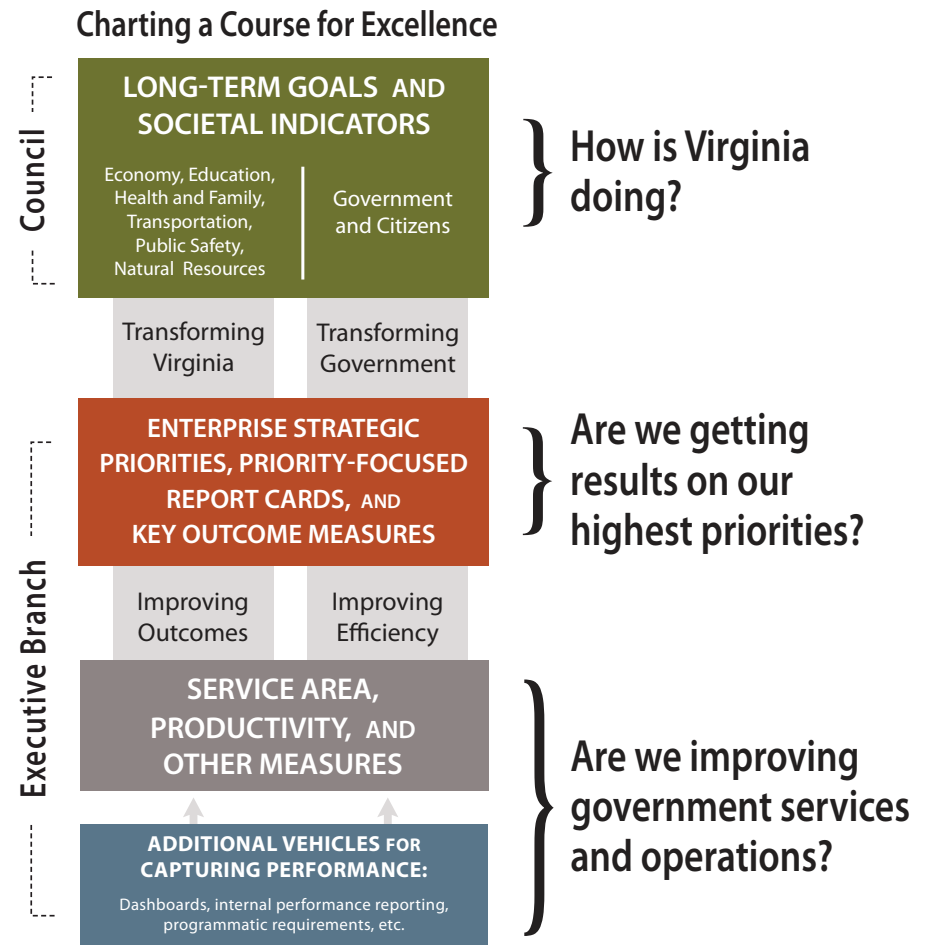 Charting a Course for Excellence
Council
LONG-TERM GOALS AND
SOCIETAL INDICATORS
Economy, Education,
Health and Family,
Transportation,
Public Safety,
Natural Resources
Government
and Citizens
How is Virginia
doing?
Transforming
Virginia
Transforming
Government
Executive Branch
ENTERPRISE STRATEGIC
PRIORITIES, PRIORITY-FOCUSED
REPORT CARDS, AND
KEY OUTCOME MEASURES
Are we getting
results on our
highest priorities?
Improving
Outcomes
Improving
Efficiency
SERVICE AREA,
PRODUCTIVITY, AND
OTHER MEASURES
ADDITIONAL VEHICLES FOR
CAPTURING PERFORMANCE:
Dashboards, internal performance reporting,
programmatic requirements, etc.
Are we improving
government services
and operations?